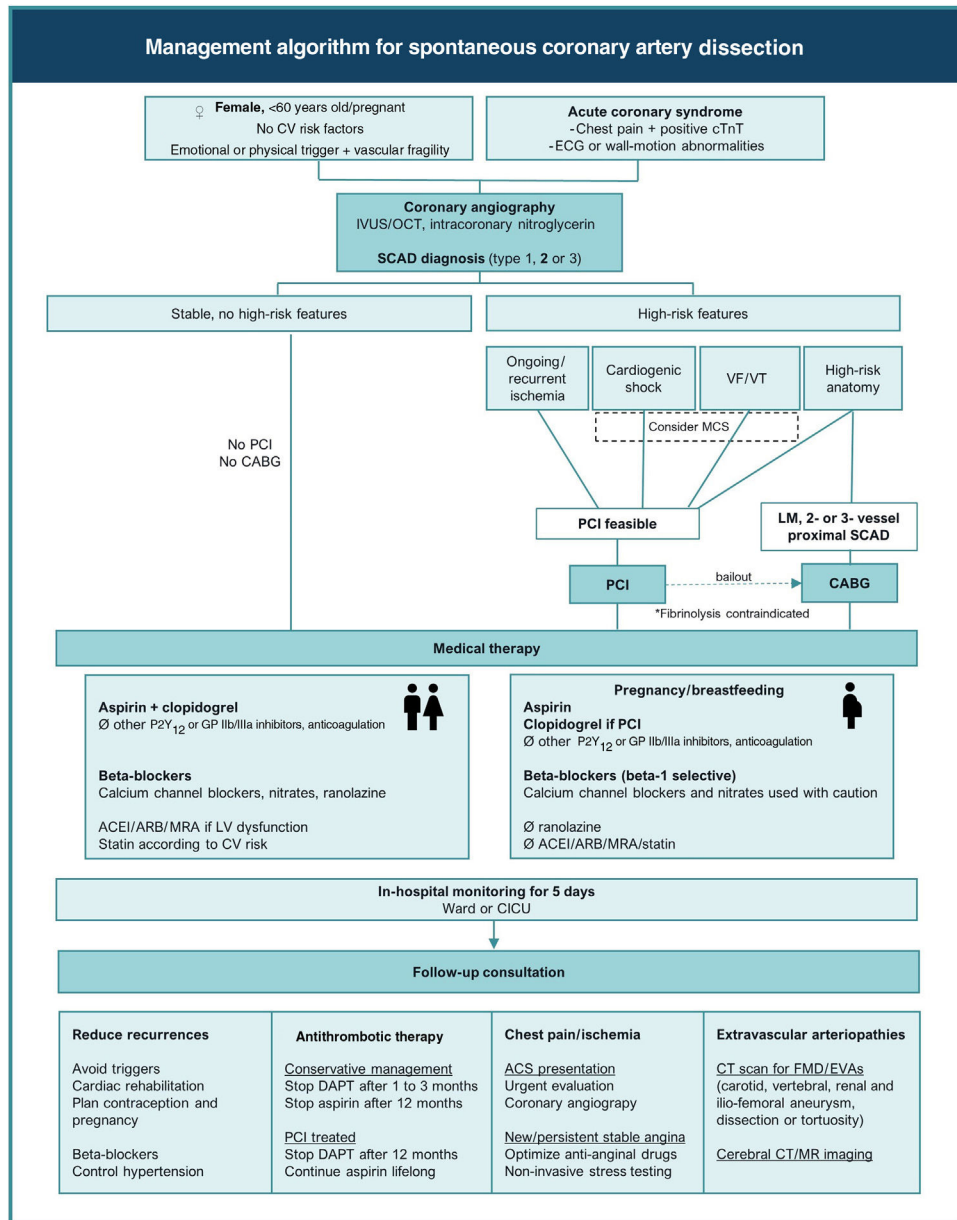 Management algorithm for spontaneous coronary artery dissection
♀ Female, <60 years old/pregnant
No CV risk factors
Emotional or physical trigger + vascular fragility
Acute coronary syndrome
-Chest pain + positive cTnT
-ECG or wall-motion abnormalities
Coronary angiography
IVUS/OCT, intracoronary nitroglycerin
SCAD diagnosis (type 1, 2 or 3)
Stable, no high-risk features
High-risk features
Ongoing/
recurrent
ischemia
Cardiogenic
shock
VF/VT
High-risk
anatomy
Consider MCS
No PCI
No CABG
PCI feasible
LM, 2- or 3- vessel
proximal SCAD
PCI
bailout
CABG
*Fibrinolysis contraindicated
Medical therapy
Aspirin + clopidogrel
Ø other P2Y12 or GP IIb/IIIa inhibitors, anticoagulation
Beta-blockers
Calcium channel blockers, nitrates, ranolazine
ACEI/ARB/MRA if LV dysfunction
Statin according to CV risk
Pregnancy/breastfeeding
Aspirin
Clopidogrel if PCI
Ø other P2Y12 or GP IIb/IIIa inhibitors, anticoagulation
Beta-blockers (beta-1 selective)
Calcium channel blockers and nitrates used with caution
Ø ranolazine
Ø ACEI/ARB/MRA/statin
In-hospital monitoring for 5 days
Ward or CICU
Follow-up consultation
Reduce recurrences
Avoid triggers
Cardiac rehabilitation
Plan contraception and
pregnancy
Beta-blockers
Control hypertension
Antithrombotic therapy
Conservative management
Stop DAPT after 1 to 3 months
Stop aspirin after 12 months
PCI treated
Stop DAPT after 12 months
Continue aspirin lifelong
Chest pain/ischemia
ACS presentation
Urgent evaluation
Coronary angiograpy
New/persistent stable angina
Optimize anti-anginal drugs
Non-invasive stress testing
Extravascular arteriopathies
CT scan for FMD/EVAs
(carotid, vertebral, renal and
ilio-femoral aneurysm,
dissection or tortuosity)
Cerebral CT/MR imaging